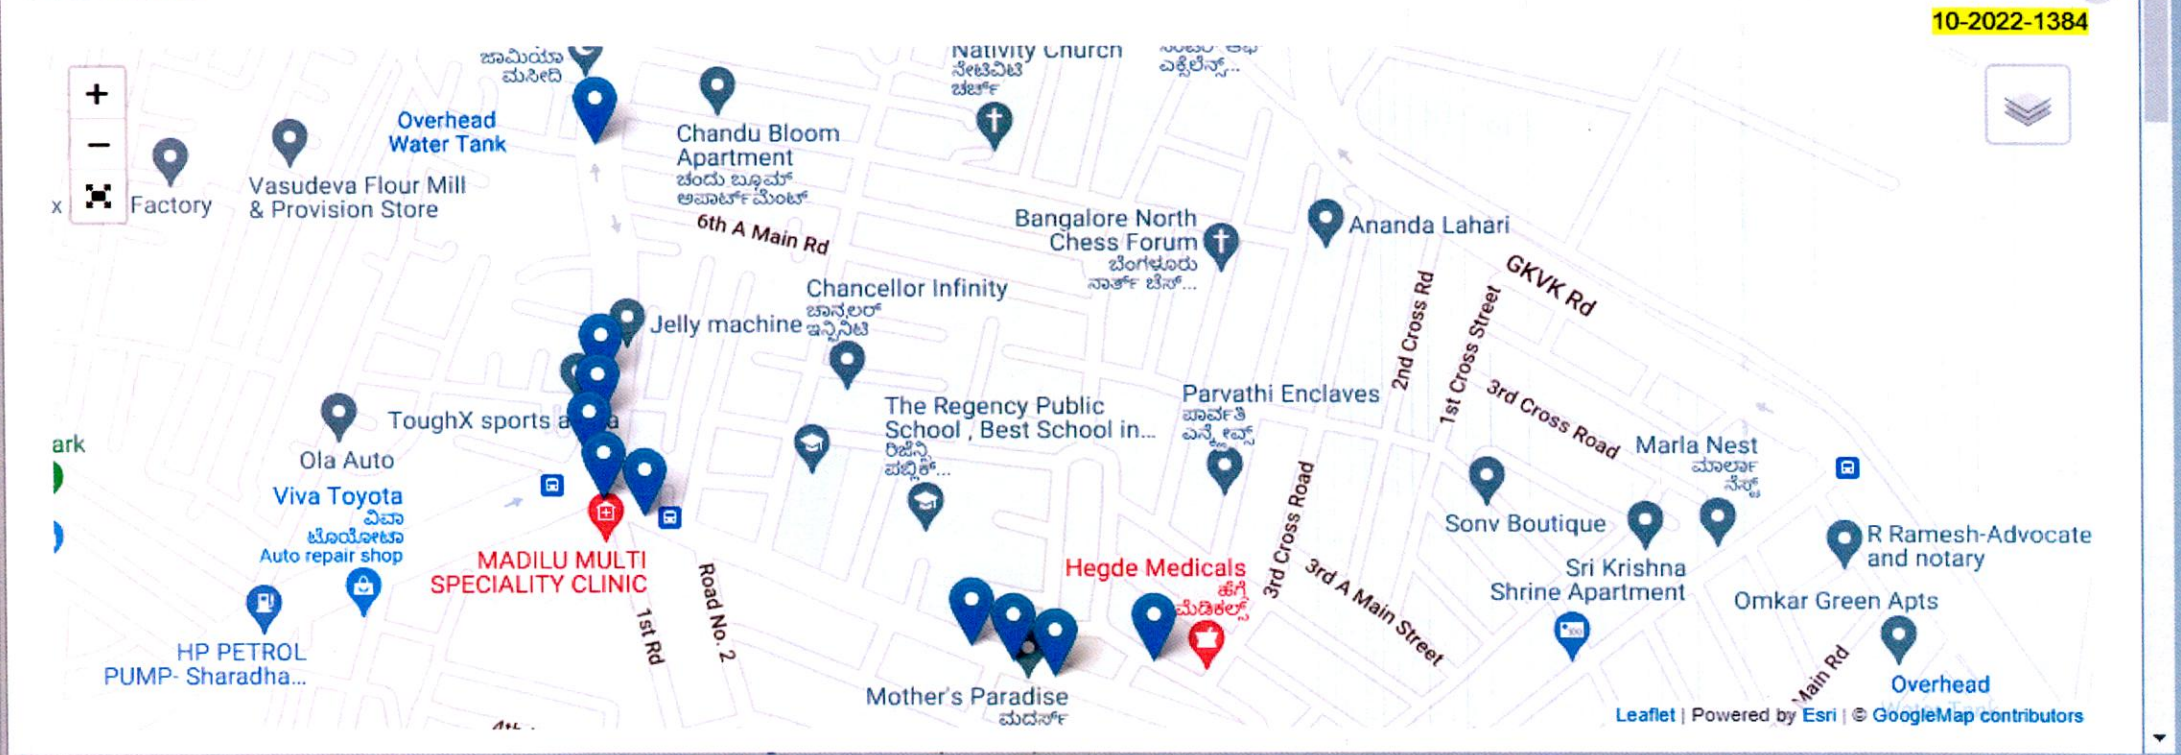 10-2022-1384
ಜಾಮಿಯಾ
ಮಸೀದಿ
Nativity Church
ನೇಟಿವಿಟಿ
ಚರ್ಚ್
ಎಕ್ಸೆಲೆನ್ಸ್...
+
−
Overhead
Water Tank
Chandu Bloom
Apartment
ಚಂದು ಬ್ಲೂಮ್
ಅಪಾರ್ಟ್‌ಮೆಂಟ್
x
Factory
Vasudeva Flour Mill
& Provision Store
6th A Main Rd
Bangalore North
Chess Forum
ಬೆಂಗಳೂರು
ನಾರ್ತ್ ಚೆಸ್...
Ananda Lahari
GKVK Rd
2nd Cross Rd
1st Cross Street
Chancellor Infinity
ಇನ್ಫಿನಿಟಿ
Jelly machine
ToughX sports a
a
The Regency Public
School , Best School in...
ರಿಜೆನ್ಸಿ
ಪಬ್ಲಿಕ್...
Parvathi Enclaves
ಪಾರ್ವತಿ
3rd Cross Road
Marla Nest
ಮಾರ್ಲಾ
ನೆಸ್ಟ್
ark
Ola Auto
Viva Toyota
ವಿವಾ
ಟೊಯೋಟಾ
Auto repair shop
MADILU MULTI
SPECIALITY CLINIC
HP PETROL
PUMP- Sharadha...
1st Rd
Road No. 2
Hegde Medicals
ಹೆಗ್ಡೆ
ಮೆಡಿಕಲ್ಸ್
3rd Cross Road
3rd A Main Street
Sonv Boutique
Sri Krishna
Shrine Apartment
R Ramesh-Advocate
and notary
Omkar Green Apts
Main Rd
Overhead
Water Tank
Mother's Paradise
ಮದರ್ಸ್
Leaflet | Powered by Esri | © GoogleMap contributors